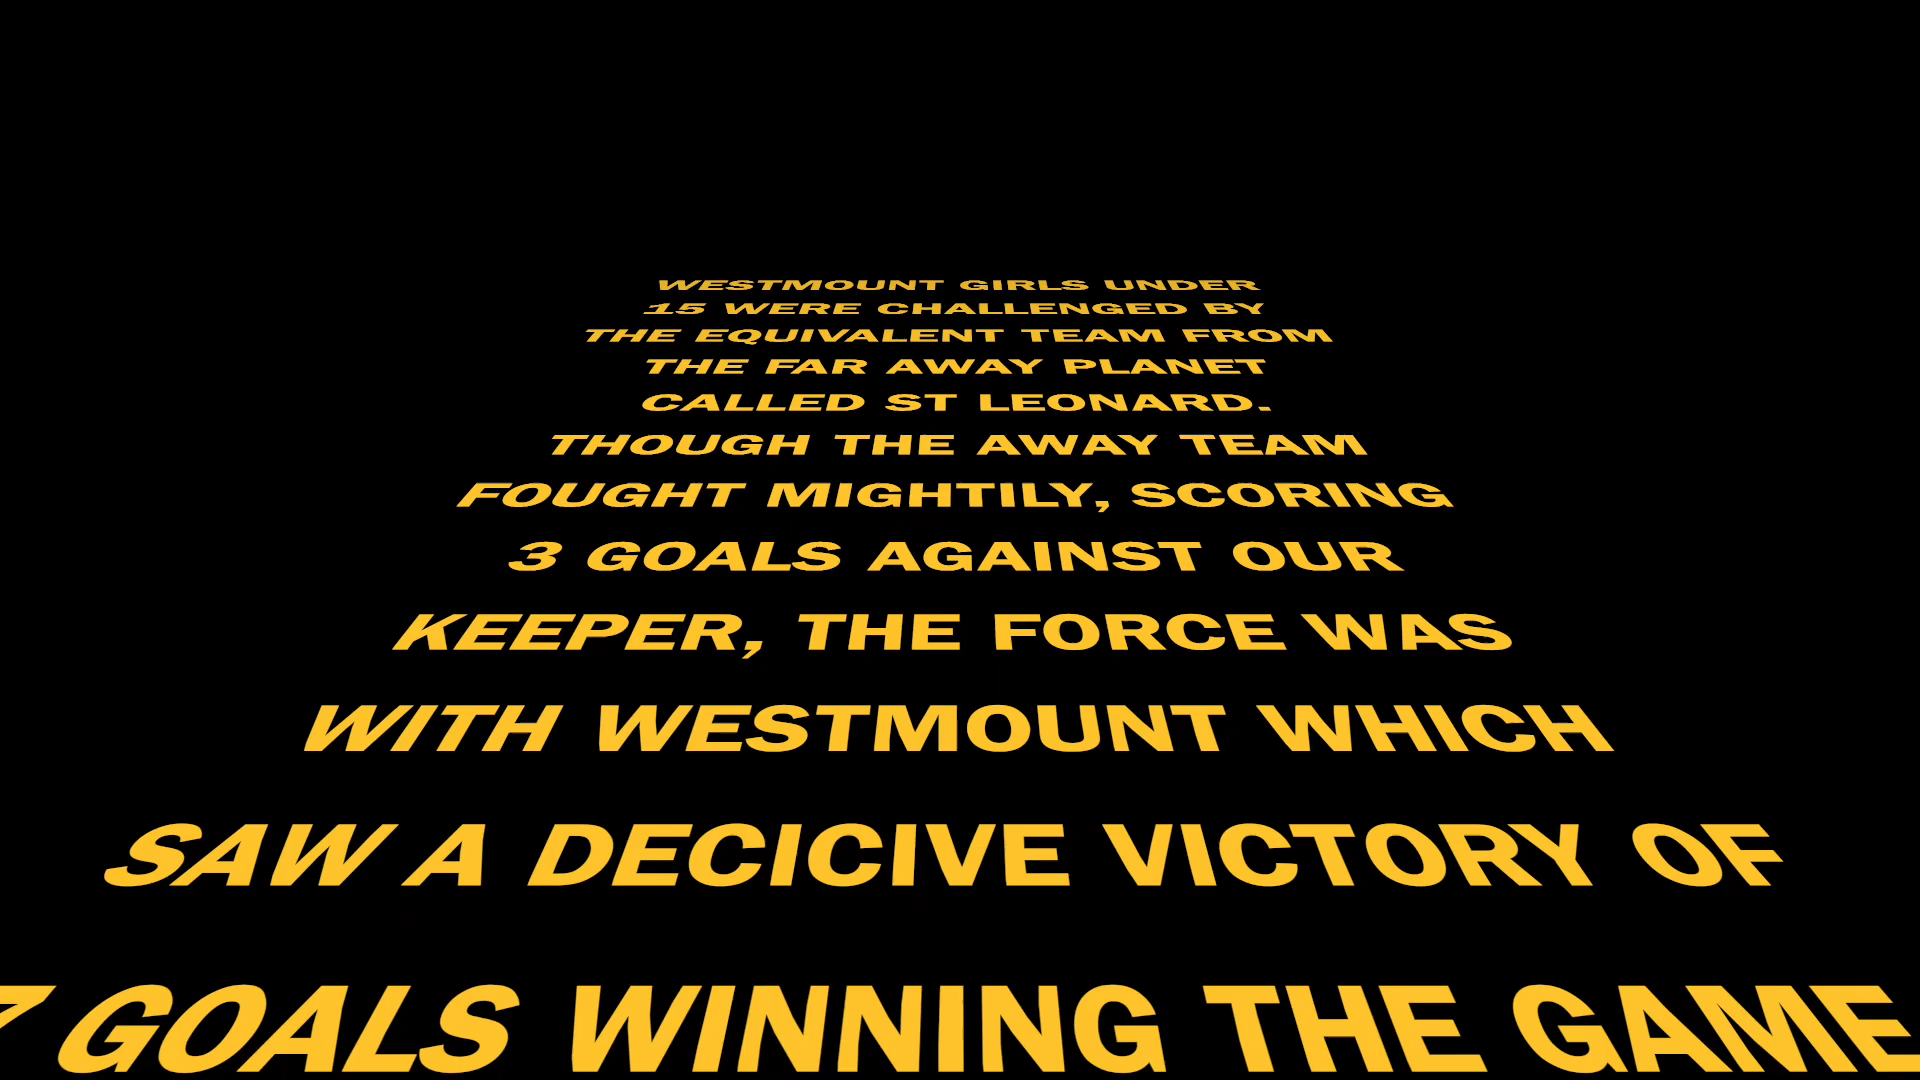 WESTMOUNT GIRLS UNDER
15 WERE CHALLENGED BY
THE EQUIVALENT TEAM FROM
THE FAR AWAY PLANET
CALLED ST LEONARD.
THOUGH THE AWAY TEAM
FOUGHT MIGHTILY, SCORING
3 GOALS AGAINST OUR
KEEPER, THE FORCE WAS
WITH WESTMOUNT WHICH
SAW A DECICIVE VICTORY OF
7 GOALS WINNING THE GAME